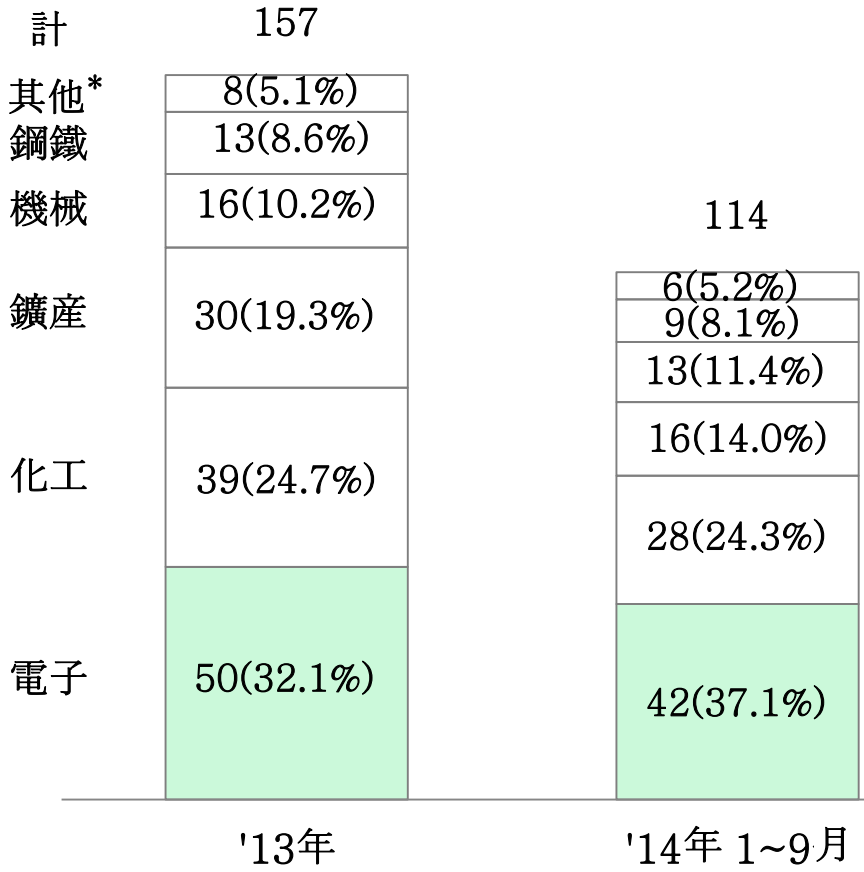 計 157
其他* 8(5.1%)
鋼鐵 13(8.6%)
機械 16(10.2%)
114
6(5.2%)
鑛産 30(19.3%)
9(8.1%)
13(11.4%)
16(14.0%)
化工 39(24.7%)
28(24.3%)
電子 50(32.1%)
42(37.1%)
'13年 '14年 1~9月